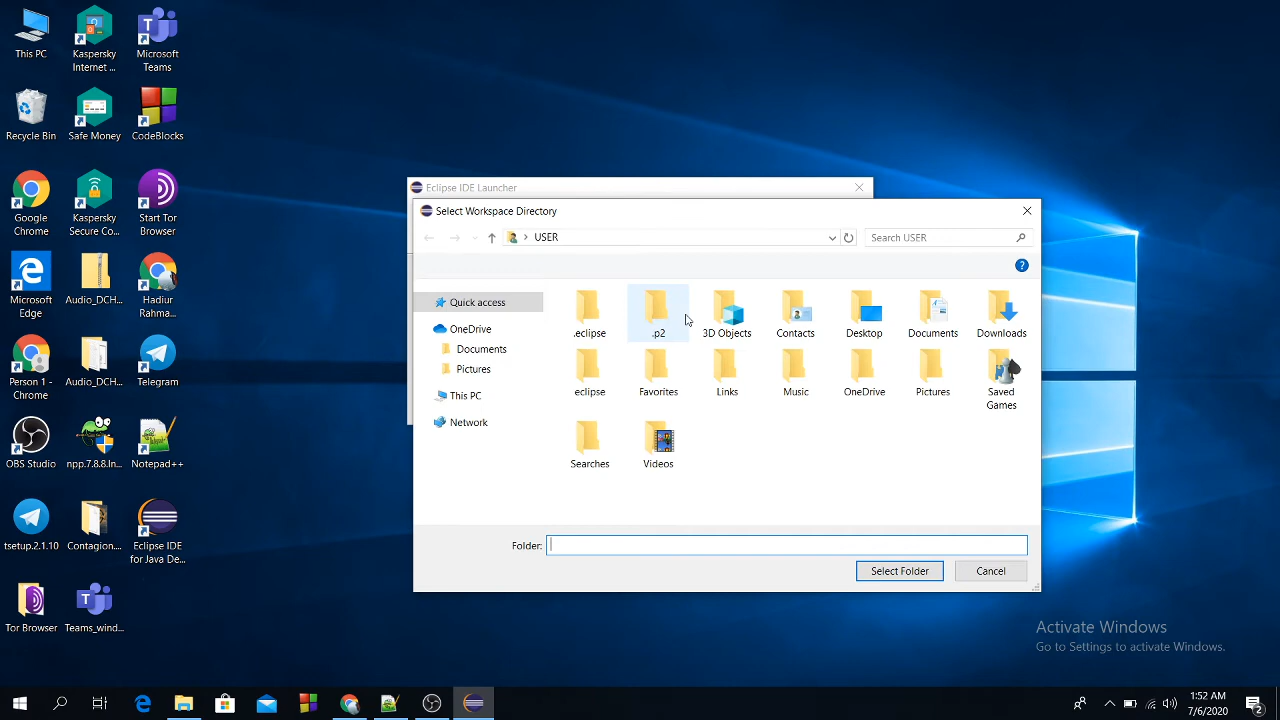 This PC
Kaspersky
Internet ...
Microsoft
Teams
Recycle Bin
Safe Money
CodeBlocks
Google
Chrome
Kaspersky
Secure Co...
Start Tor
Browser
Microsoft
Edge
Audio_DCH...
Hadiur
Rahma...
Person 1 -
Chrome
Audio_DCH...
Telegram
OBS Studio
npp.7.8.8.In...
Notepad++
tsetup.2.1.10
Contagion....
Eclipse IDE
for Java De...
Tor Browser
Teams_wind...
Eclipse IDE Launcher
Select Workspace Directory
USER
Search USER
Quick access
OneDrive
Documents
Pictures
This PC
Network
.eclipse
.p2
3D Objects
Contacts
Desktop
Documents
Downloads
eclipse
Favorites
Links
Music
OneDrive
Pictures
Saved
Games
Searches
Videos
Folder:
Select Folder
Cancel
Activate Windows
Go to Settings to activate Windows.
1:52 AM
7/6/2020
2